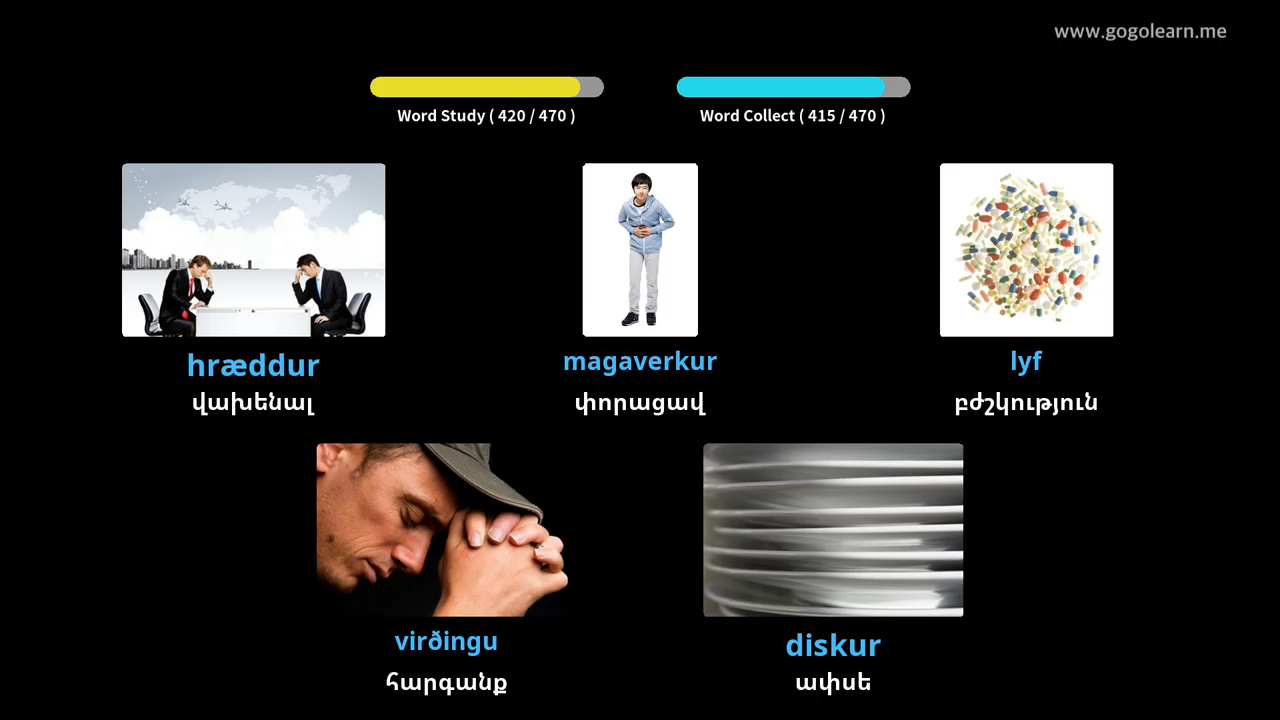 www.gogolearn.me
Word Study ( 420 / 470 )
Word Collect ( 415 / 470 )
hræddur
վախենալ
magaverkur
փորացավ
lyf
բժշկություն
virðingu
հարգանք
diskur
ափսե